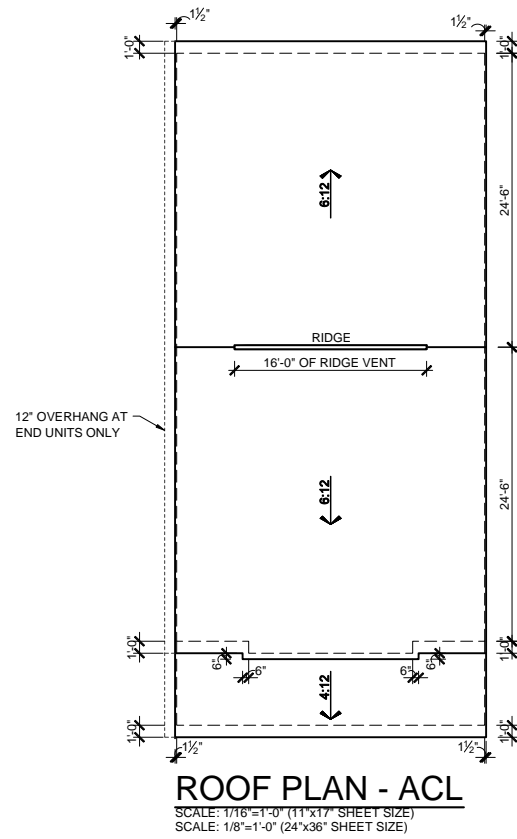 1½"
1½"
1'-0"
1'-0"
6:12
24'-6"
RIDGE
16'-0" OF RIDGE VENT
12" OVERHANG AT
END UNITS ONLY
6:12
24'-6"
1'-0"
1'-0"
6"
6"
6"
6"
4:12
1'-0"
1'-0"
1½"
1½"
ROOF PLAN - ACL
SCALE: 1/16"=1'-0" (11"x17" SHEET SIZE)
SCALE: 1/8"=1'-0" (24"x36" SHEET SIZE)